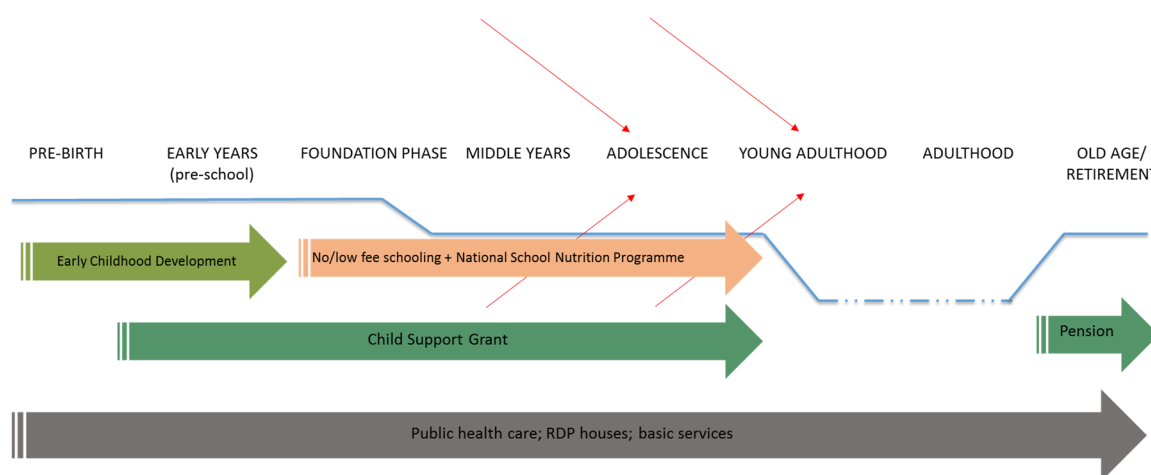 PRE-BIRTH
EARLY YEARS
(pre-school)
FOUNDATION PHASE
MIDDLE YEARS
ADOLESCENCE
YOUNG ADULTHOOD
ADULTHOOD
OLD AGE/
RETIREMENT
Early Childhood Development
No/low fee schooling + National School Nutrition Programme
Child Support Grant
Pension
Public health care; RDP houses; basic services